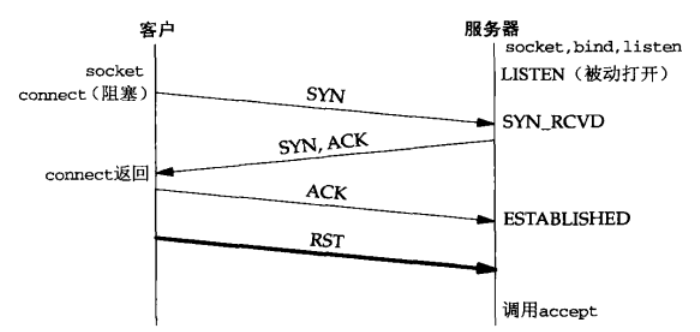 客户
服务器
socket,bind,listen
LISTEN（被动打开）
socket
connect（阻塞）
SYN
SYN_RCVD
SYN, ACK
connect返回
ACK
ESTABLISHED
RST
调用accept